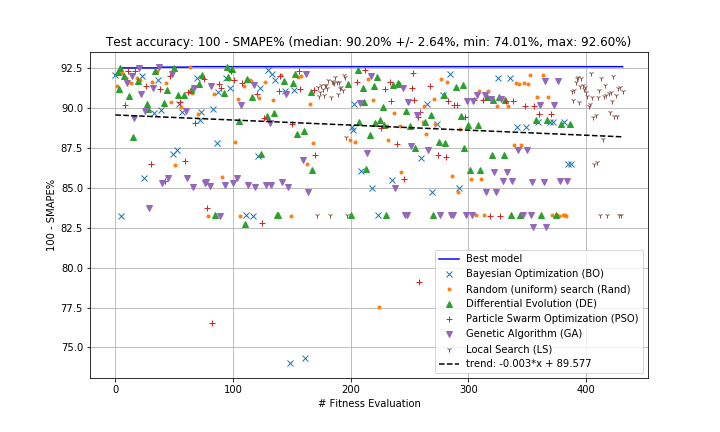 Test accuracy: 100 - SMAPE% (median: 90.20% +/- 2.64%, min: 74.01%, max: 92.60%)
92.5
90.0
87.5
85.0
82.5
80.0
77.5
75.0
100 - SMAPE%
Best model
Bayesian Optimization (BO)
Random (uniform) search (Rand)
Differential Evolution (DE)
Particle Swarm Optimization (PSO)
Genetic Algorithm (GA)
Local Search (LS)
trend: -0.003*x + 89.577
0 100 200 300 400
# Fitness Evaluation